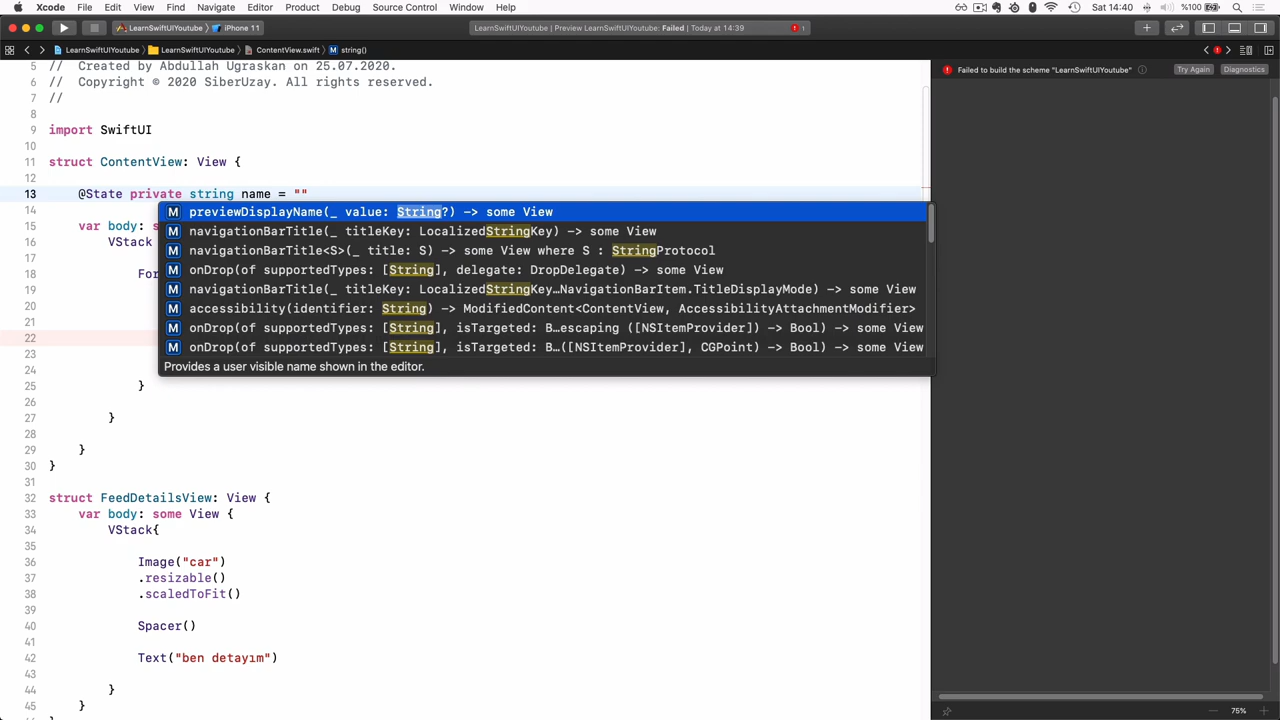 Xcode File Edit View Find Navigate Editor Product Debug Source Control Window Help %100 Sat 14:40
LearnSwiftUIYoutube iPhone 11 LearnSwiftUIYoutube | Preview LearnSwiftUIYoutube: Failed | Today at 14:39 1
LearnSwiftUIYoutube LearnSwiftUIYoutube ContentView.swift M string()
Failed to build the scheme "LearnSwiftUIYoutube" Try Again Diagnostics
5 // Created by Abdullah Ugraskan on 25.07.2020.
6 // Copyright © 2020 SiberUzay. All rights reserved.
7 //
8
9 import SwiftUI
10
11 struct ContentView: View {
12
13 @State private string name = ""
M previewDisplayName(_ value: String?) -> some View
14
M navigationBarTitle(_ titleKey: LocalizedStringKey) -> some View
15 var body: s
16 VStack
M navigationBarTitle<S>(_ title: S) -> some View where S : StringProtocol
17
M onDrop(of supportedTypes: [String], delegate: DropDelegate) -> some View
18 For
19
M navigationBarTitle(_ titleKey: LocalizedStringKey…NavigationBarItem.TitleDisplayMode) -> some View
20
M accessibility(identifier: String) -> ModifiedContent<ContentView, AccessibilityAttachmentModifier>
21
M onDrop(of supportedTypes: [String], isTargeted: B…escaping ([NSItemProvider]) -> Bool) -> some View
22
M onDrop(of supportedTypes: [String], isTargeted: B…([NSItemProvider], CGPoint) -> Bool) -> some View
23
Provides a user visible name shown in the editor.
24
25 }
26
27 }
28
29 }
30 }
31
32 struct FeedDetailsView: View {
33 var body: some View {
34 VStack{
35
36 Image("car")
37 .resizable()
38 .scaledToFit()
39
40 Spacer()
41
42 Text("ben detayım")
43
44 }
45 }
75%